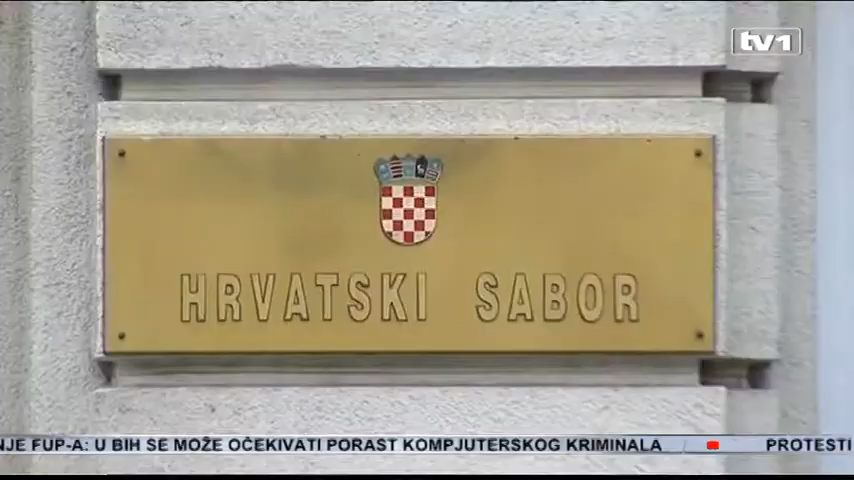 tv1
HRVATSKI SABOR
NJE FUP-A: U BIH SE MOŽE OČEKIVATI PORAST KOMPJUTERSKOG KRIMINALA PROTESTI